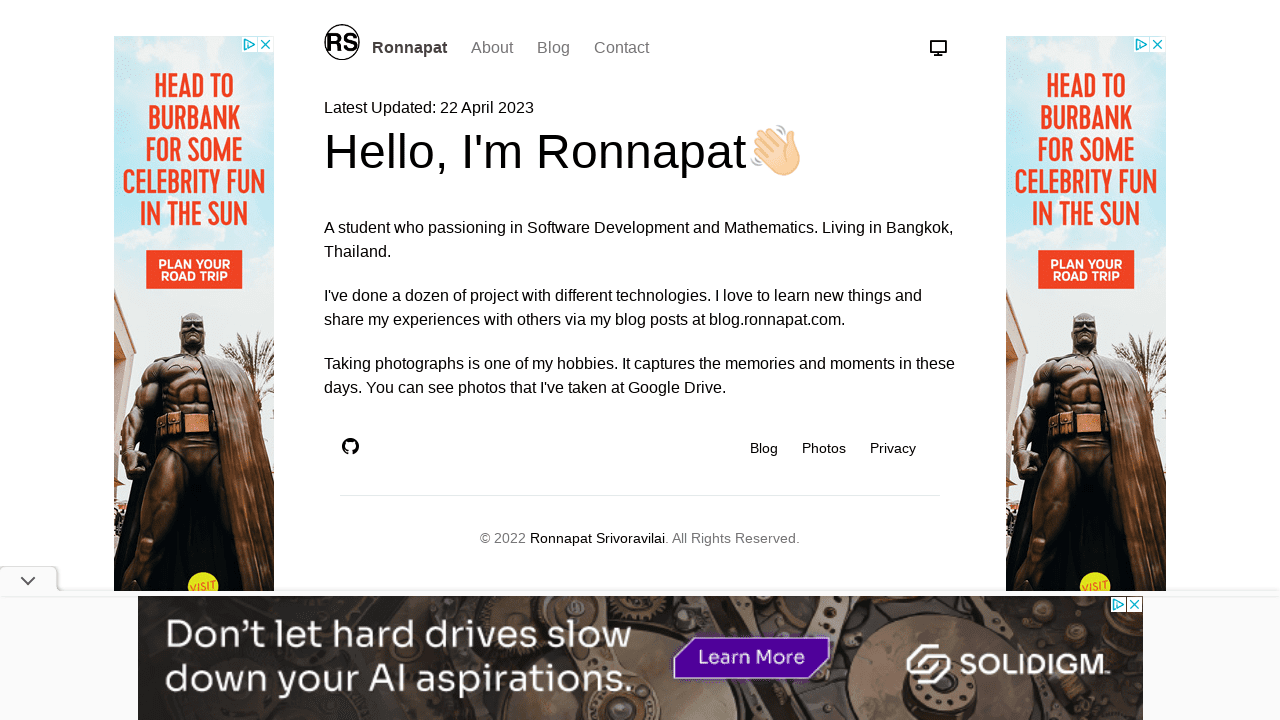 RS Ronnapat About Blog Contact
Latest Updated: 22 April 2023
Hello, I'm Ronnapat👋🏻
A student who passioning in Software Development and Mathematics. Living in Bangkok,
Thailand.
I've done a dozen of project with different technologies. I love to learn new things and
share my experiences with others via my blog posts at blog.ronnapat.com.
Taking photographs is one of my hobbies. It captures the memories and moments in these
days. You can see photos that I've taken at Google Drive.
Blog Photos Privacy
© 2022 Ronnapat Srivoravilai. All Rights Reserved.
HEAD TO
BURBANK
FOR SOME
CELEBRITY FUN
IN THE SUN
PLAN YOUR
ROAD TRIP
VISIT
HEAD TO
BURBANK
FOR SOME
CELEBRITY FUN
IN THE SUN
PLAN YOUR
ROAD TRIP
VISIT
Don't let hard drives slow
down your AI aspirations.
Learn More
SOLIDIGM